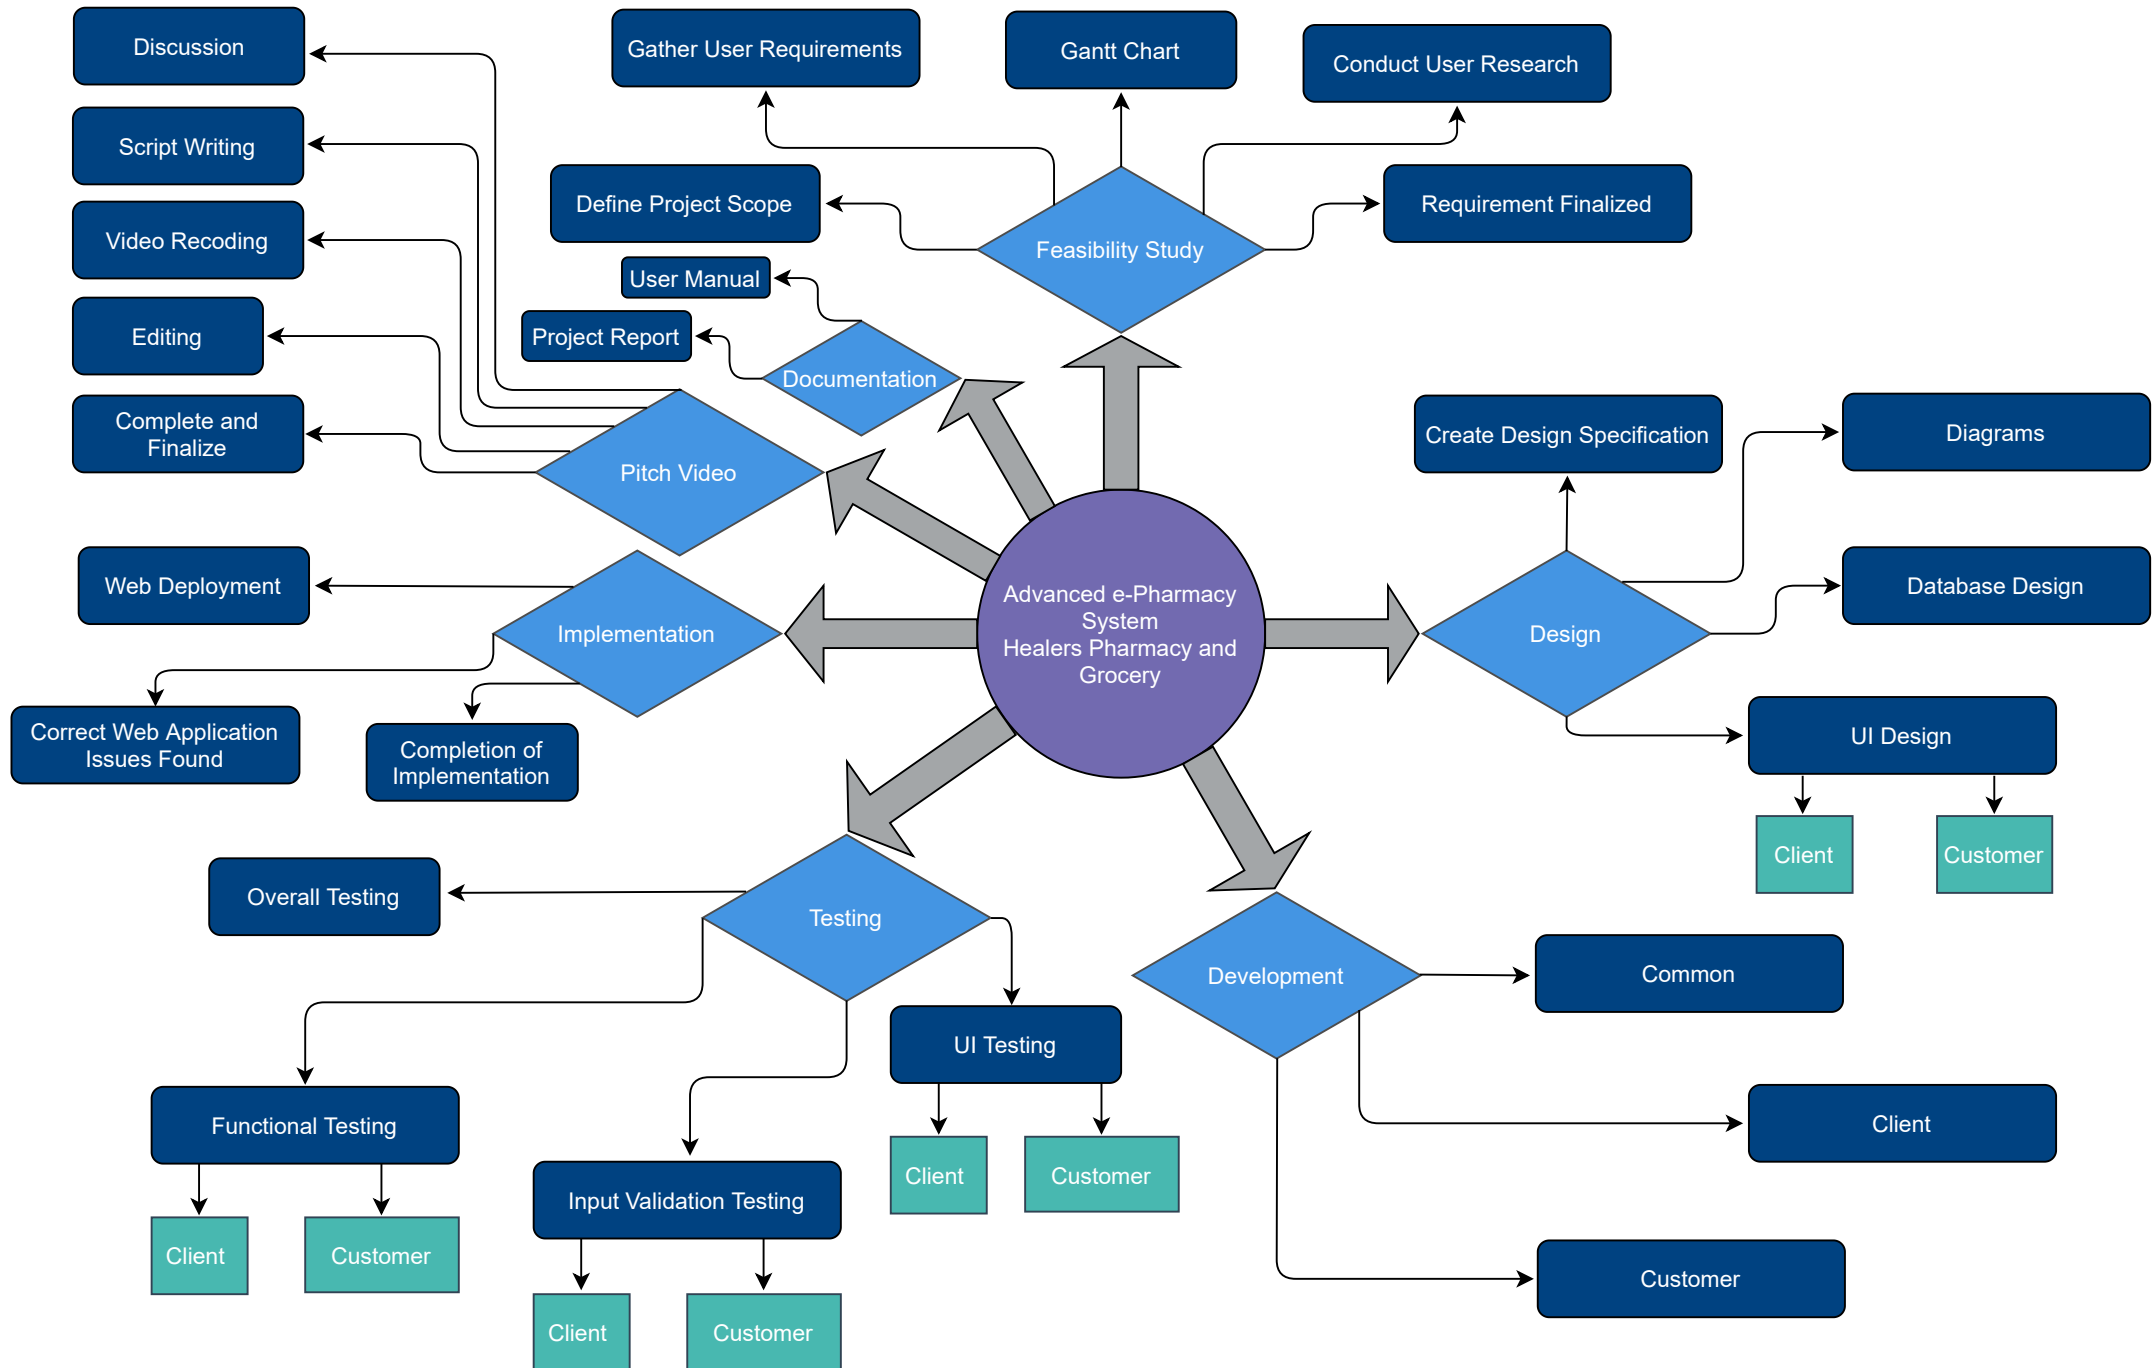 Discussion
Gather User Requirements
Gantt Chart
Conduct User Research
Script Writing
Define Project Scope
Requirement Finalized
Video Recoding
Feasibility Study
User Manual
Editing
Project Report
Documentation
Complete and
Finalize
Create Design Specification
Diagrams
Pitch Video
Web Deployment
Database Design
Advanced e-Pharmacy
System
Healers Pharmacy and
Grocery
Implementation
Design
Correct Web Application
Issues Found
Completion of
Implementation
UI Design
Client
Customer
Overall Testing
Testing
Development
Common
UI Testing
Functional Testing
Client
Client
Customer
Input Validation Testing
Client
Customer
Customer
Client
Customer